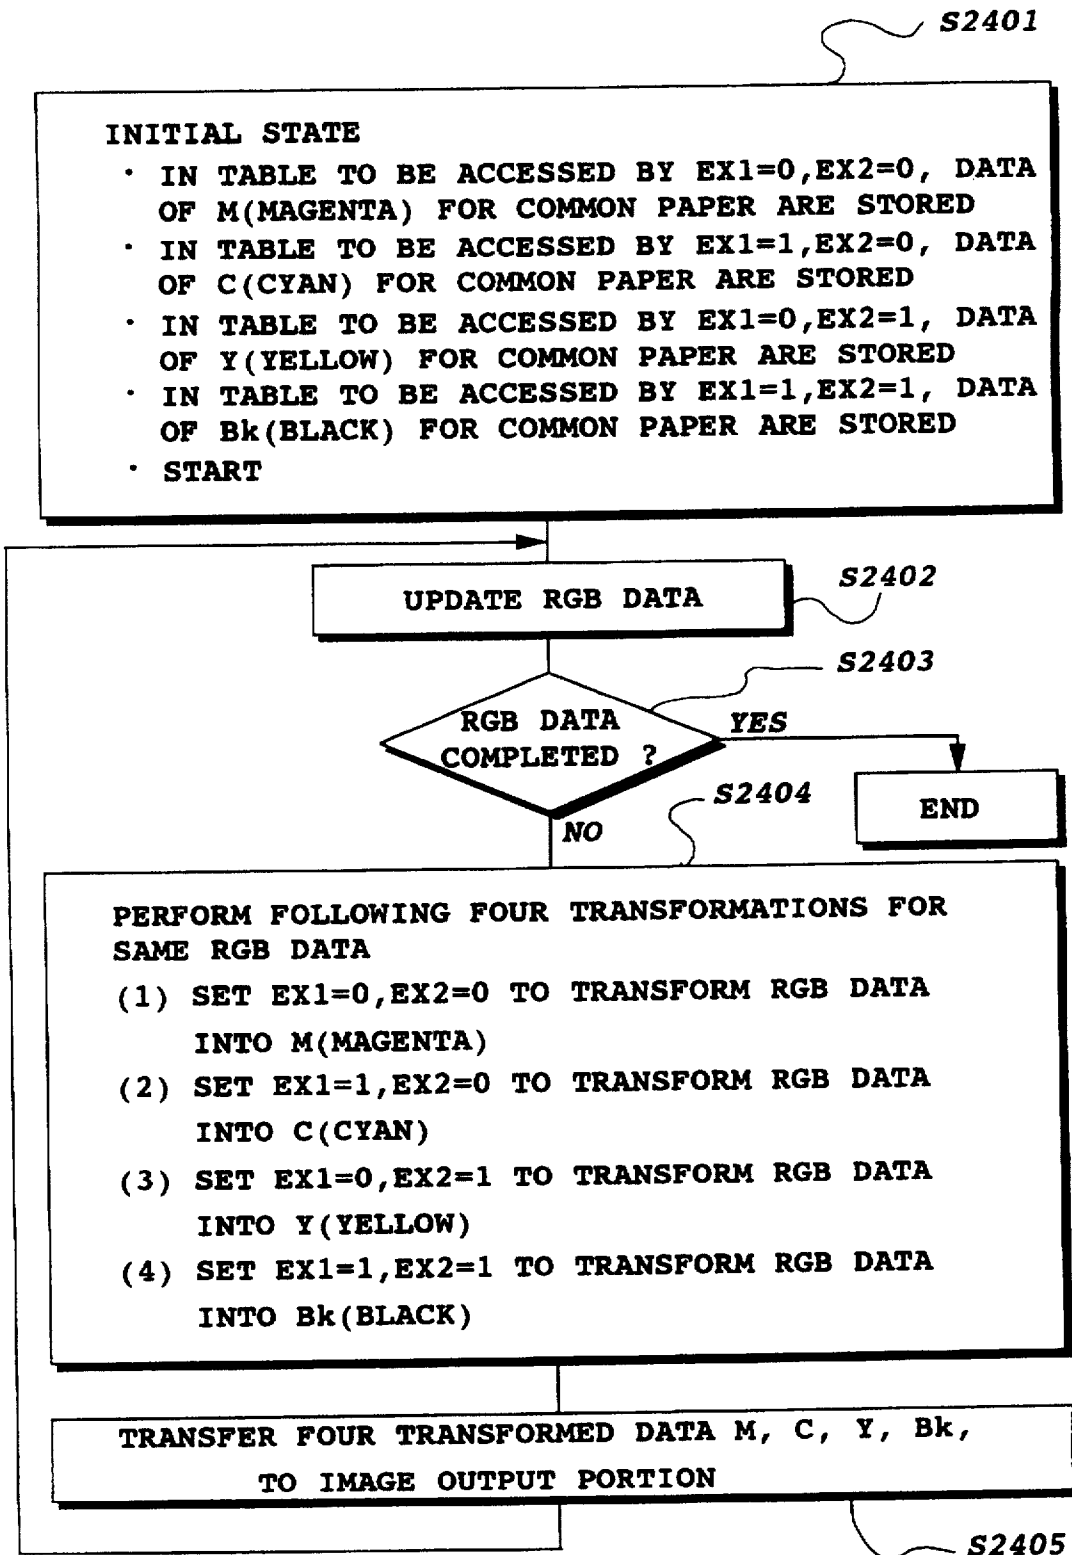 S2401
INITIAL STATE
· IN TABLE TO BE ACCESSED BY EX1=0,EX2=0, DATA
OF M(MAGENTA) FOR COMMON PAPER ARE STORED
· IN TABLE TO BE ACCESSED BY EX1=1,EX2=0, DATA
OF C(CYAN) FOR COMMON PAPER ARE STORED
· IN TABLE TO BE ACCESSED BY EX1=0,EX2=1, DATA
OF Y(YELLOW) FOR COMMON PAPER ARE STORED
· IN TABLE TO BE ACCESSED BY EX1=1,EX2=1, DATA
OF Bk(BLACK) FOR COMMON PAPER ARE STORED
· START
S2402
UPDATE RGB DATA
S2403
RGB DATA
COMPLETED ?
YES
END
S2404
NO
PERFORM FOLLOWING FOUR TRANSFORMATIONS FOR
SAME RGB DATA
(1) SET EX1=0,EX2=0 TO TRANSFORM RGB DATA
INTO M(MAGENTA)
(2) SET EX1=1,EX2=0 TO TRANSFORM RGB DATA
INTO C(CYAN)
(3) SET EX1=0,EX2=1 TO TRANSFORM RGB DATA
INTO Y(YELLOW)
(4) SET EX1=1,EX2=1 TO TRANSFORM RGB DATA
INTO Bk(BLACK)
TRANSFER FOUR TRANSFORMED DATA M, C, Y, Bk,
TO IMAGE OUTPUT PORTION
S2405